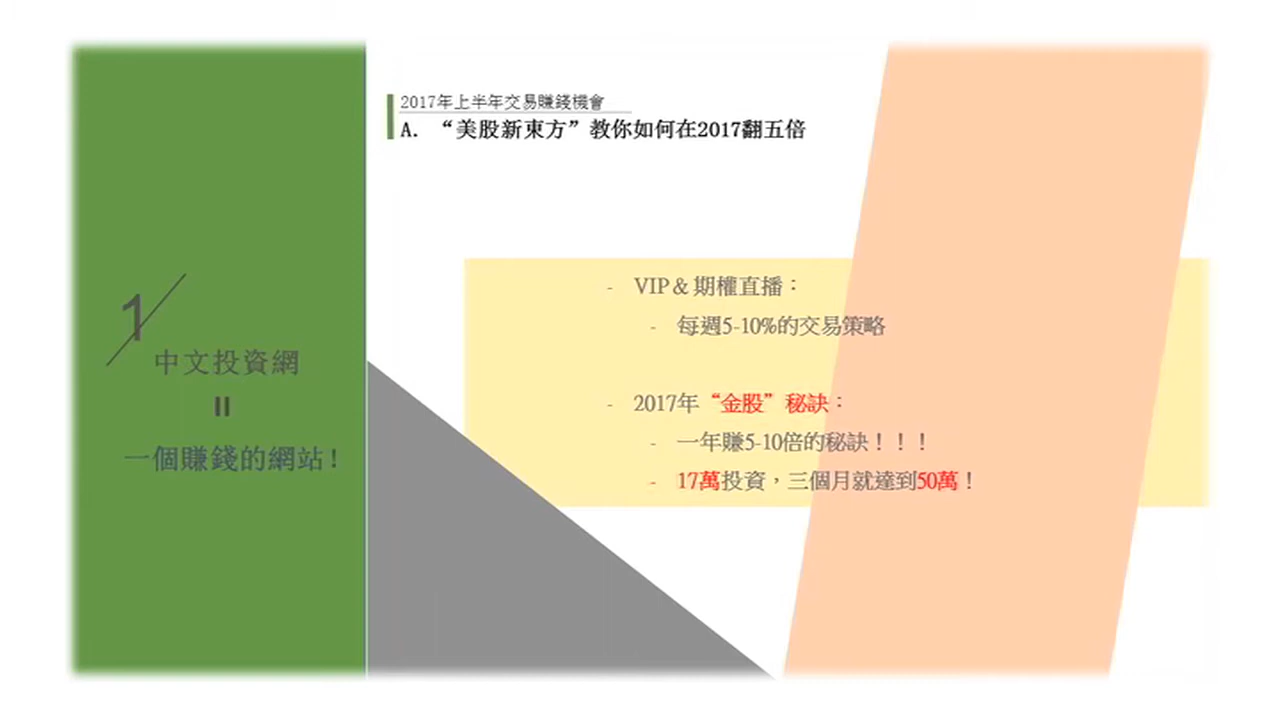 2017年上半年交易賺錢機會
A. “美股新東方”教你如何在2017翻五倍
1
中文投資網
=
一個賺錢的網站!
- VIP & 期權直播:
- 每週5-10%的交易策略
- 2017年“金股”秘訣:
- 一年賺5-10倍的秘訣!!!
- 17萬投資,三個月就達到50萬!